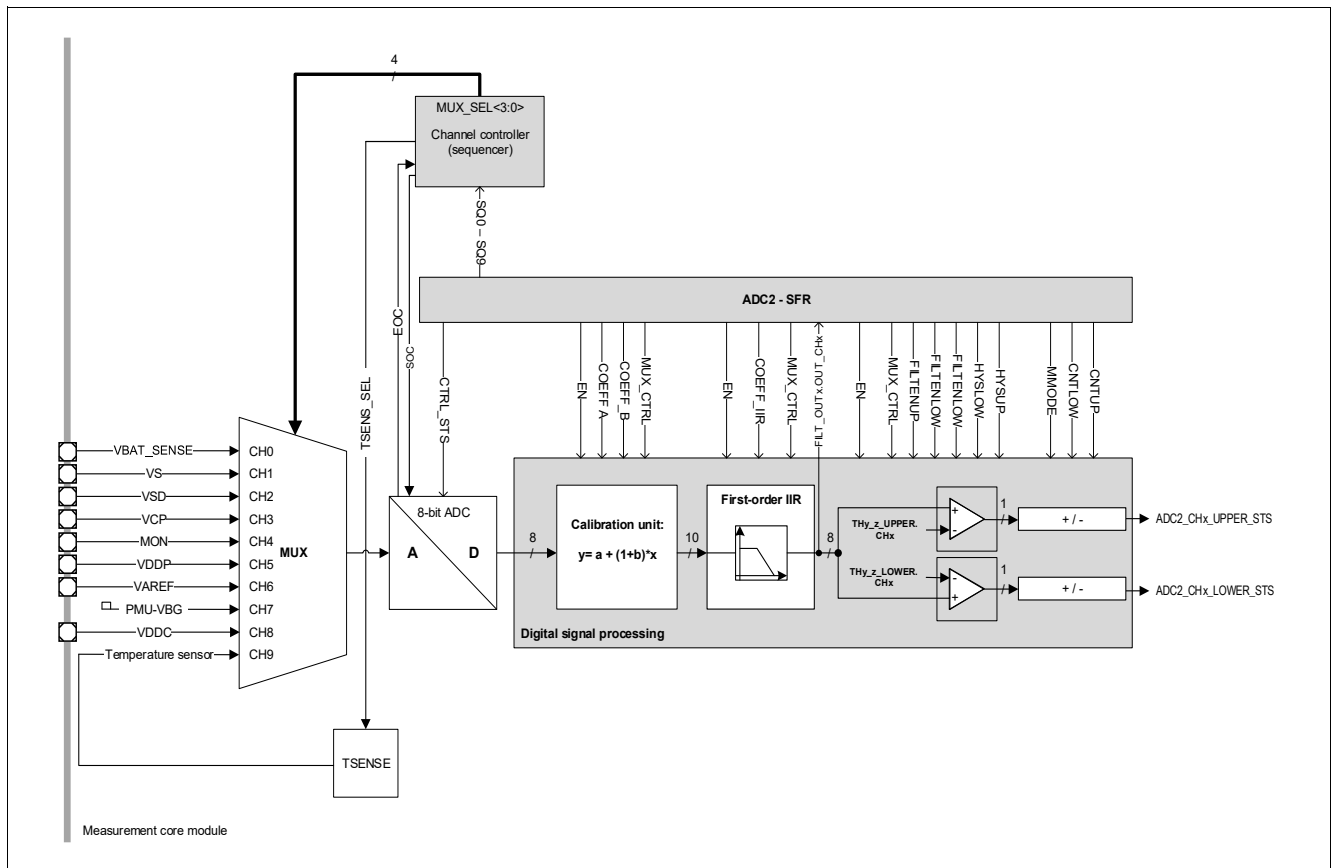 4
MUX_SEL<3:0>
Channel controller
(sequencer)
SQ0 – SQ9
ADC2 - SFR
TSENS_SEL
EOC
SOC
CTRL_STS
EN
COEFF A
COEFF_B
MUX_CTRL
EN
COEFF_IIR
MUX_CTRL
FILT_OUTx.OUT_CHx
EN
MUX_CTRL
FILTENUP
FILTENLOW
FILTENLOW
HYSLOW
HYSUP
MMODE
CNTLOW
CNTUP
VBAT_SENSE
CH0
VS
CH1
VSD
CH2
VCP
CH3
MON
CH4
VDDP
CH5
VAREF
CH6
PMU-VBG
CH7
VDDC
CH8
Temperature sensor
CH9
MUX
8-bit ADC
A
D
8
Calibration unit:
y= a + (1+b)*x
10
First-order IIR
8
THy_z_UPPER.
CHx
+
-
1
+ / -
ADC2_CHx_UPPER_STS
THy_z_LOWER.
CHx
-
+
1
+ / -
ADC2_CHx_LOWER_STS
Digital signal processing
TSENSE
Measurement core module